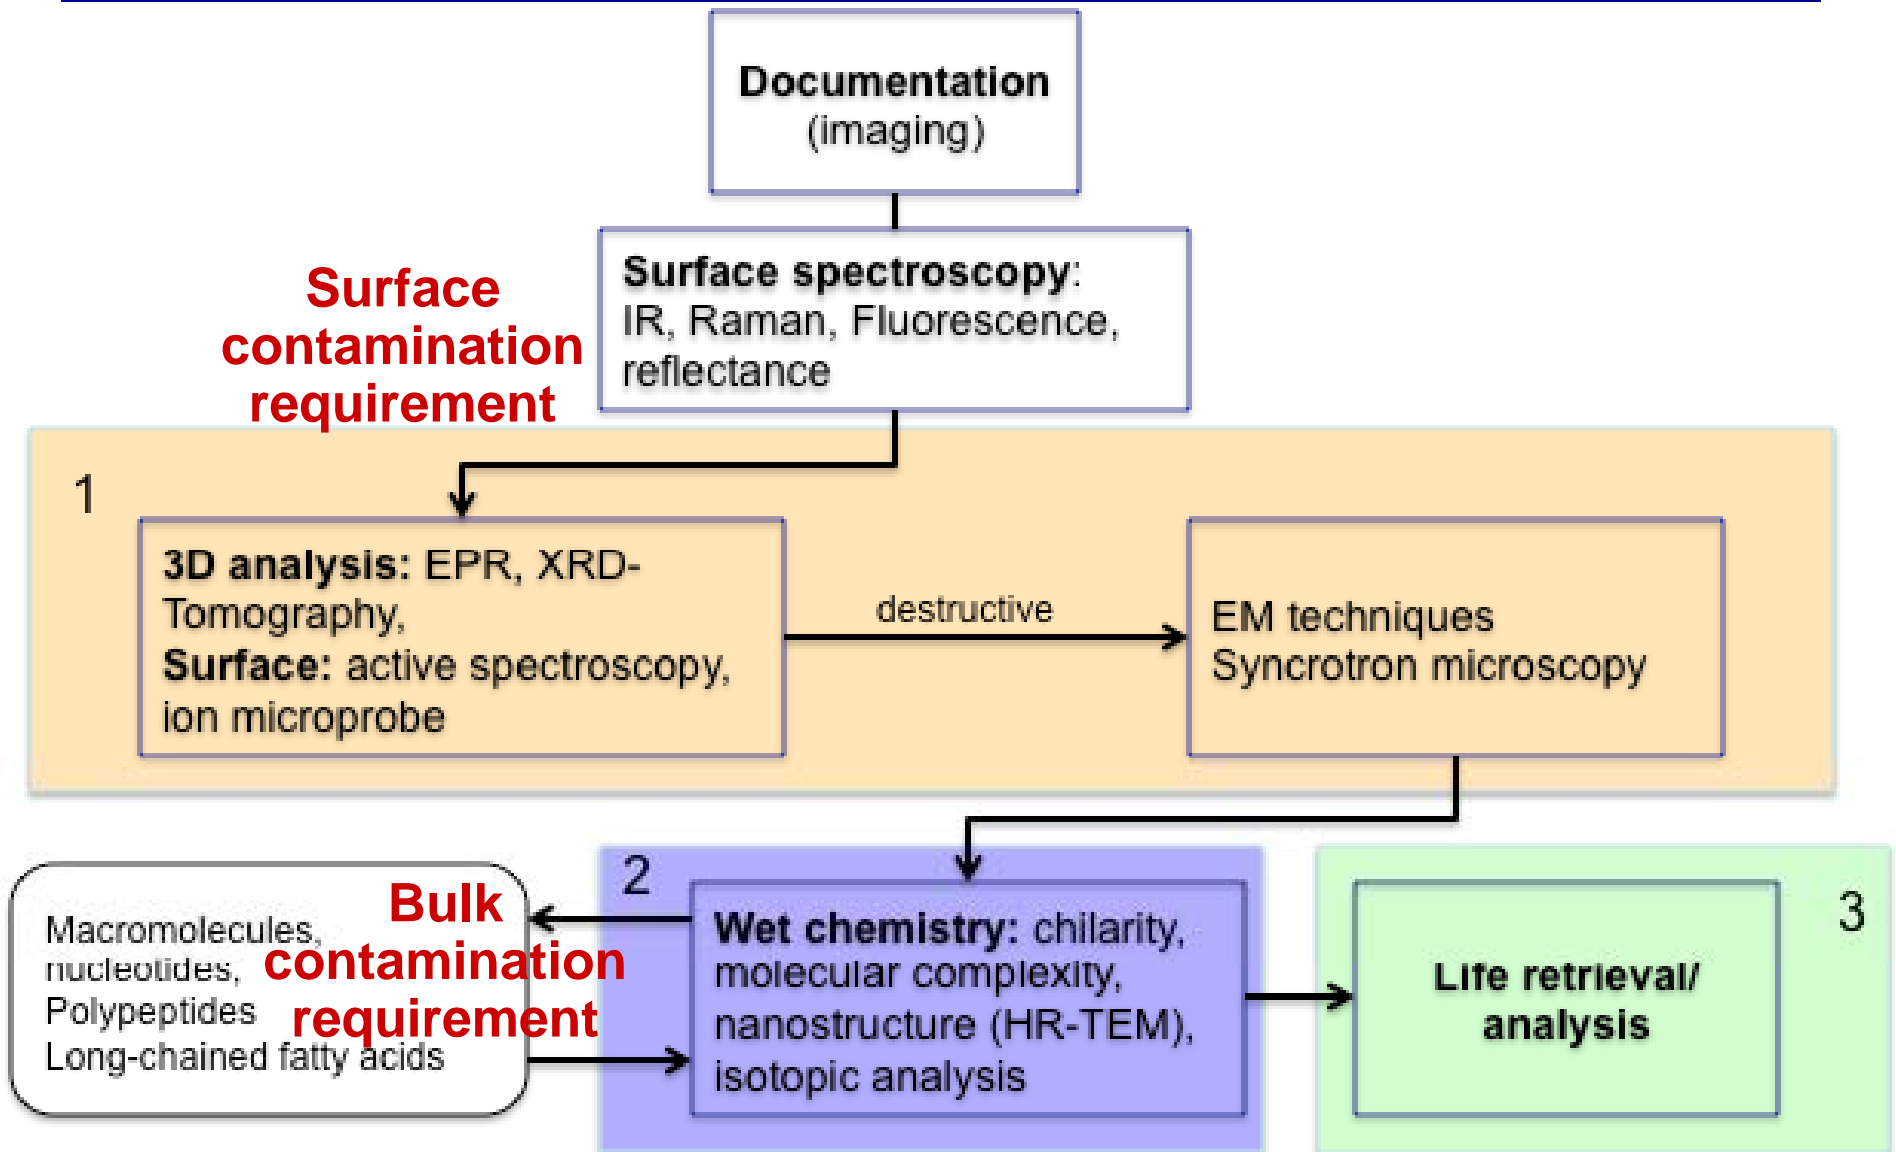 Documentation
(imaging)
Surface spectroscopy:
IR, Raman, Fluorescence,
reflectance
Surface
contamination
requirement
1
3D analysis: EPR, XRD-
Tomography,
Surface: active spectroscopy,
ion microprobe
destructive
EM techniques
Syncrotron microscopy
Macromolecules,
nucleotides,
Polypeptides
Long-chained fatty acids
Bulk
contamination
requirement
2
Wet chemistry: chilarity,
molecular complexity,
nanostructure (HR-TEM),
isotopic analysis
3
Life retrieval/
analysis